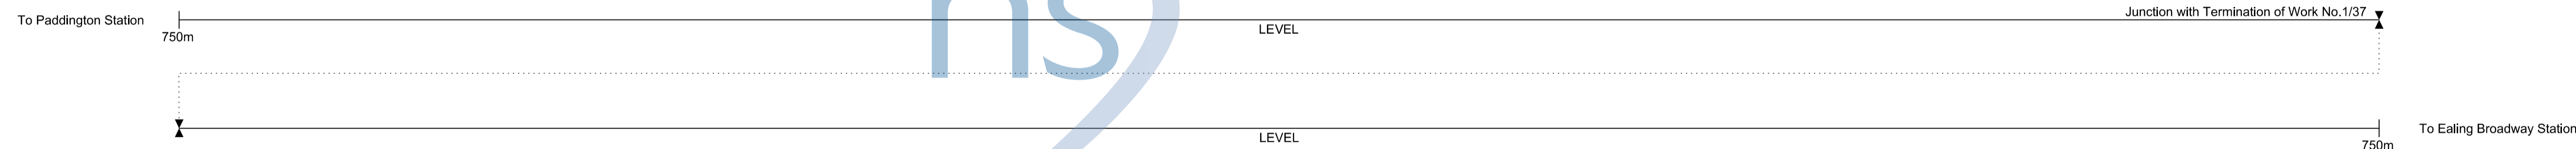 To Paddington Station
Junction with Termination of Work No.1/37
LEVEL
750m
LEVEL
To Ealing Broadway Station
750m